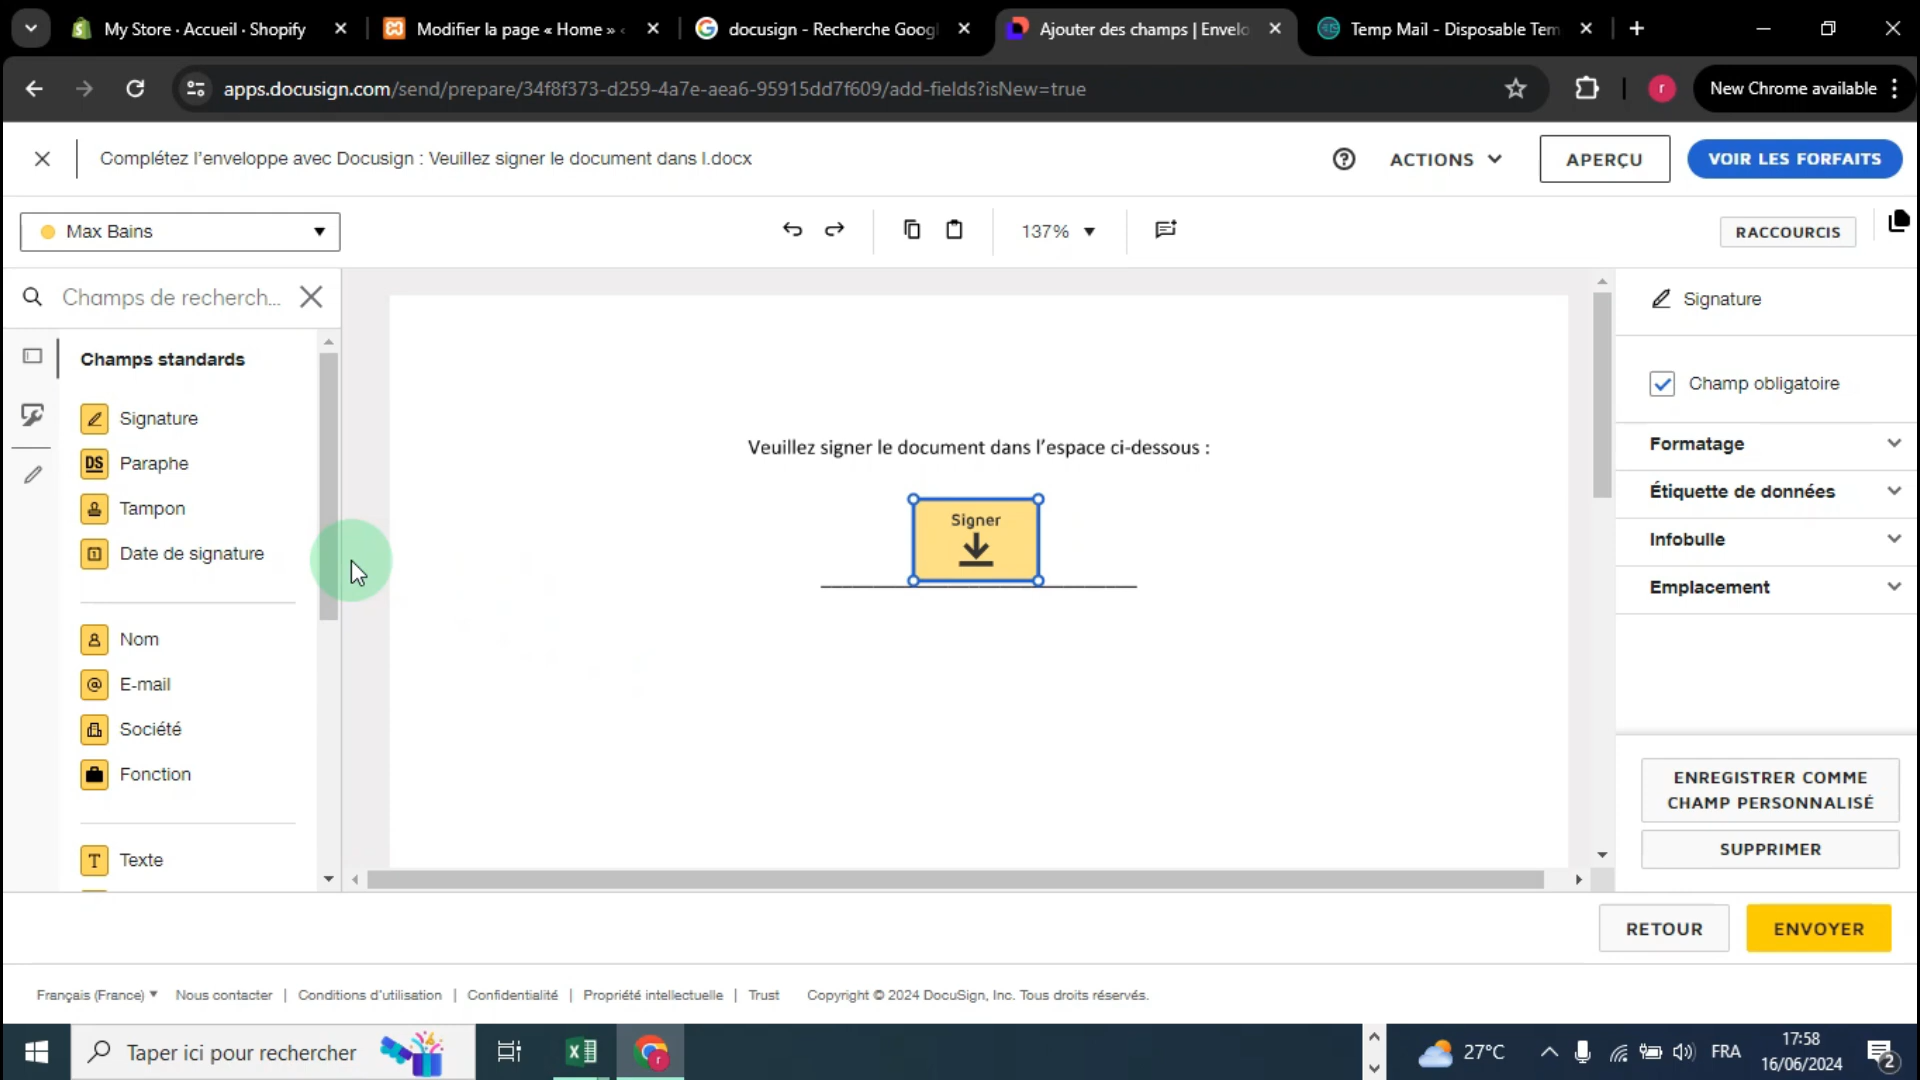 My Store · Accueil · Shopify
Modifier la page « Home »
docusign - Recherche Googl
Ajouter des champs | Envelo
Temp Mail - Disposable Tem
apps.docusign.com/send/prepare/34f8f373-d259-4a7e-aea6-95915dd7f609/add-fields?isNew=true
r
New Chrome available
Complétez l'enveloppe avec Docusign : Veuillez signer le document dans l.docx
ACTIONS
APERÇU
VOIR LES FORFAITS
Max Bains
137%
RACCOURCIS
Champs de recherch...
Champs standards
Signature
DS Paraphe
Tampon
1 Date de signature
Nom
@ E-mail
Société
Fonction
T Texte
Veuillez signer le document dans l'espace ci-dessous :
Signer
Signature
Champ obligatoire
Formatage
Étiquette de données
Infobulle
Emplacement
ENREGISTRER COMME
CHAMP PERSONNALISÉ
SUPPRIMER
RETOUR
ENVOYER
Français (France)
Nous contacter | Conditions d'utilisation | Confidentialité | Propriété intellectuelle | Trust
Copyright © 2024 DocuSign, Inc. Tous droits réservés.
Taper ici pour rechercher
27°C
FRA
17:58
16/06/2024
2